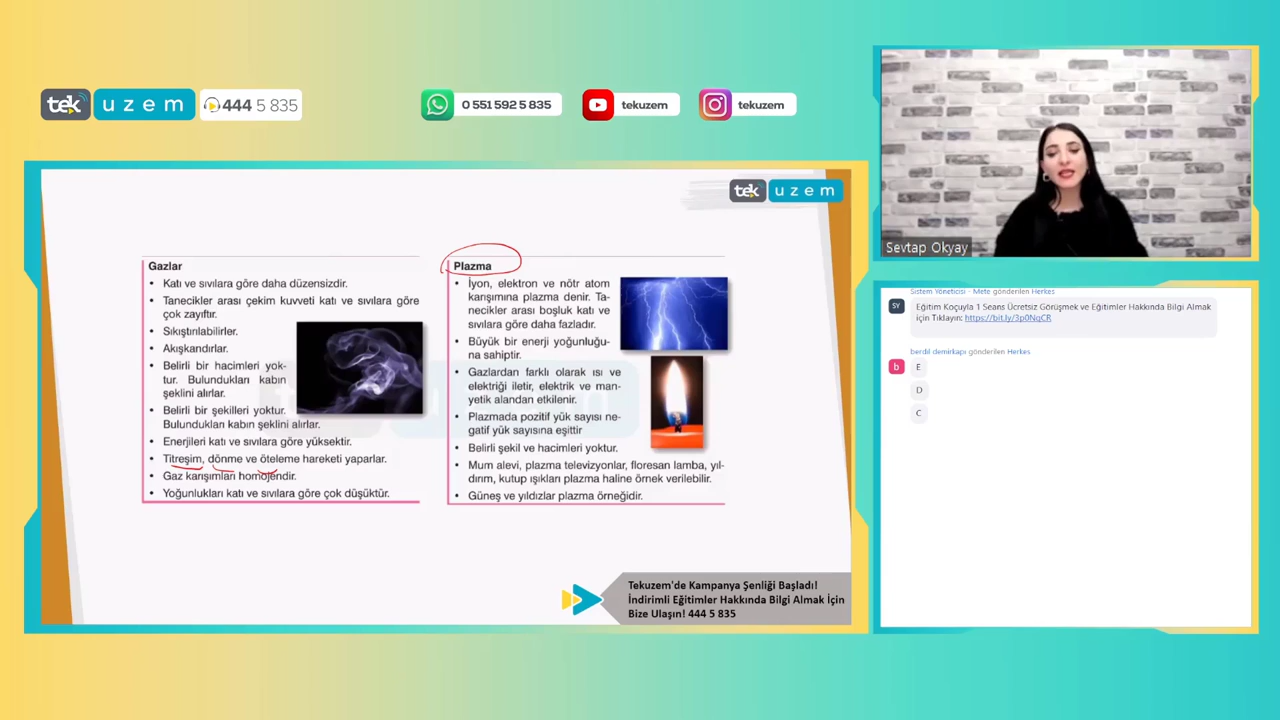 tek uzem 444 5 835
0 551 592 5 835
tekuzem
tekuzem
tek uzem
Gazlar
• Katı ve sıvılara göre daha düzensizdir.
• Tanecikler arası çekim kuvveti katı ve sıvılara göre
çok zayıftır.
• Sıkıştırılabilirler.
• Akışkandırlar.
• Belirli bir hacimleri yok-
tur. Bulundukları kabın
şeklini alırlar.
• Belirli bir şekilleri yoktur.
Bulundukları kabın şeklini alırlar.
• Enerjileri katı ve sıvılara göre yüksektir.
• Titreşim, dönme ve öteleme hareketi yaparlar.
• Gaz karışımları homojendir.
• Yoğunlukları katı ve sıvılara göre çok düşüktür.
Plazma
• İyon, elektron ve nötr atom
karışımına plazma denir. Ta-
necikler arası boşluk katı ve
sıvılara göre daha fazladır.
• Büyük bir enerji yoğunluğu-
na sahiptir.
• Gazlardan farklı olarak ısı ve
elektriği iletir, elektrik ve man-
yetik alandan etkilenir.
• Plazmada pozitif yük sayısı ne-
gatif yük sayısına eşittir
• Belirli şekil ve hacimleri yoktur.
• Mum alevi, plazma televizyonlar, floresan lamba, yıl-
dırım, kutup ışıkları plazma haline örnek verilebilir.
• Güneş ve yıldızlar plazma örneğidir.
Tekuzem'de Kampanya Şenliği Başladı!
İndirimli Eğitimler Hakkında Bilgi Almak İçin
Bize Ulaşın! 444 5 835
Sevtap Okyay
Sistem Yöneticisi - Mete gönderilen Herkes
SY
Eğitim Koçuyla 1 Seans Ücretsiz Görüşmek ve Eğitimler Hakkında Bilgi Almak
için Tıklayın: https://bit.ly/3p0NgCR
berdil demirkapı gönderilen Herkes
b
E
D
C